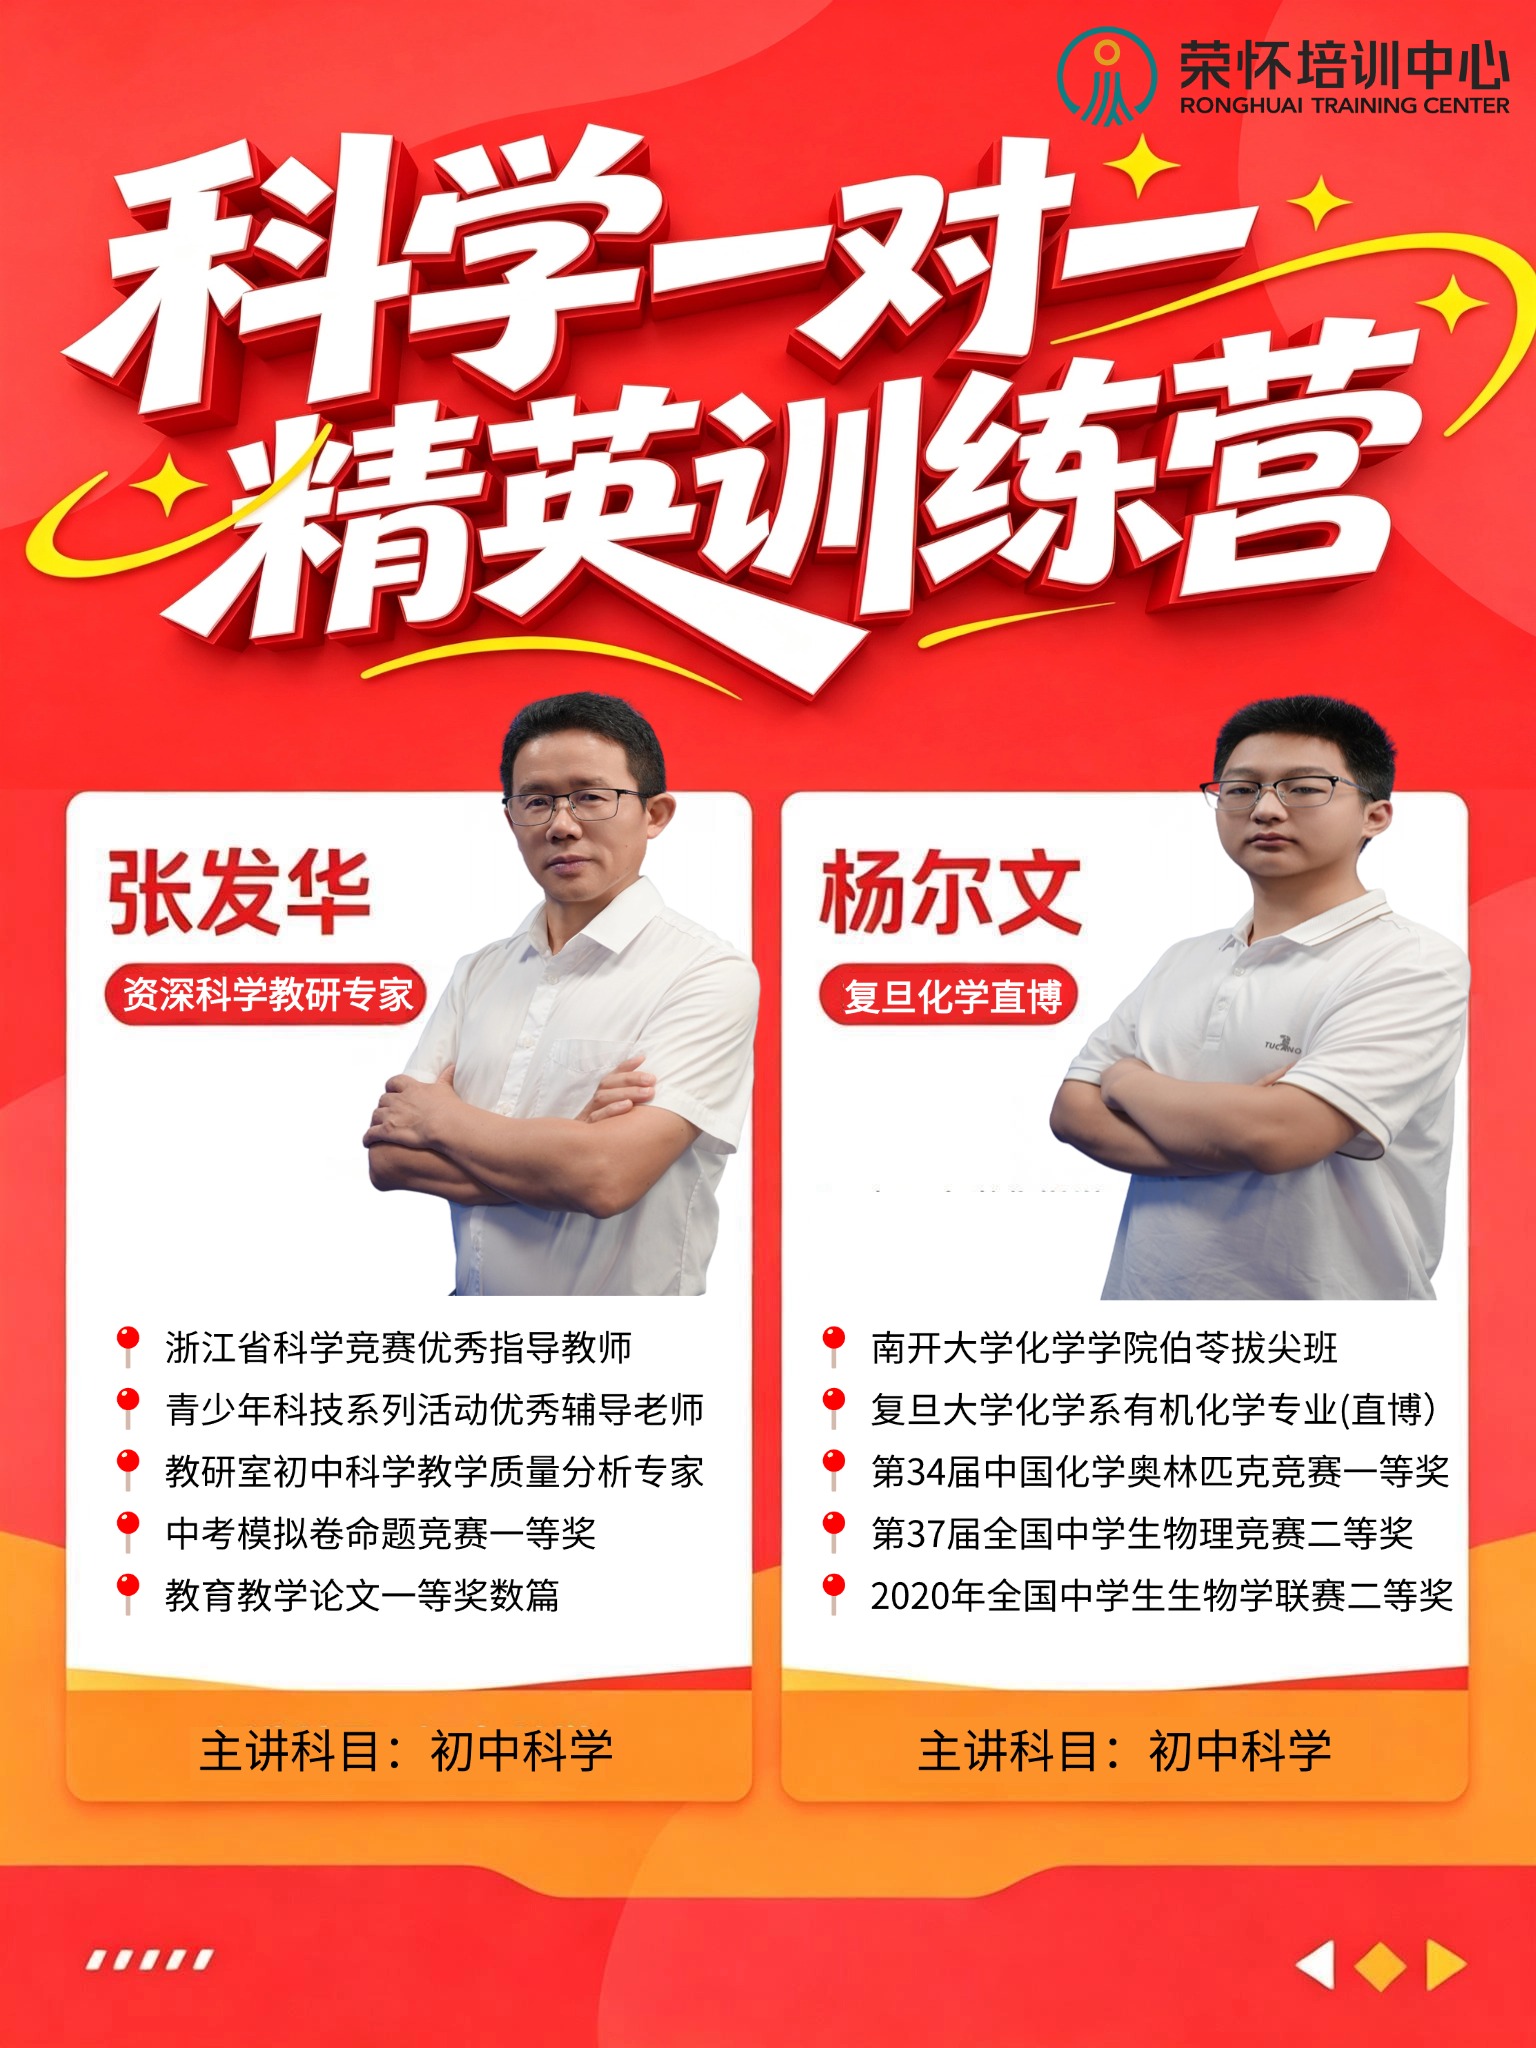 荣怀培训中心
RONGHUAI TRAINING CENTER
科学一对一
精英训练营
张发华
资深科学教研专家
浙江省科学竞赛优秀指导教师
青少年科技系列活动优秀辅导老师
教研室初中科学教学质量分析专家
中考模拟卷命题竞赛一等奖
教育教学论文一等奖数篇
主讲科目：初中科学
杨尔文
复旦化学直博
TUCANO
南开大学化学学院伯苓拔尖班
复旦大学化学系有机化学专业(直博）
第34届中国化学奥林匹克竞赛一等奖
第37届全国中学生物理竞赛二等奖
2020年全国中学生生物学联赛二等奖
主讲科目：初中科学